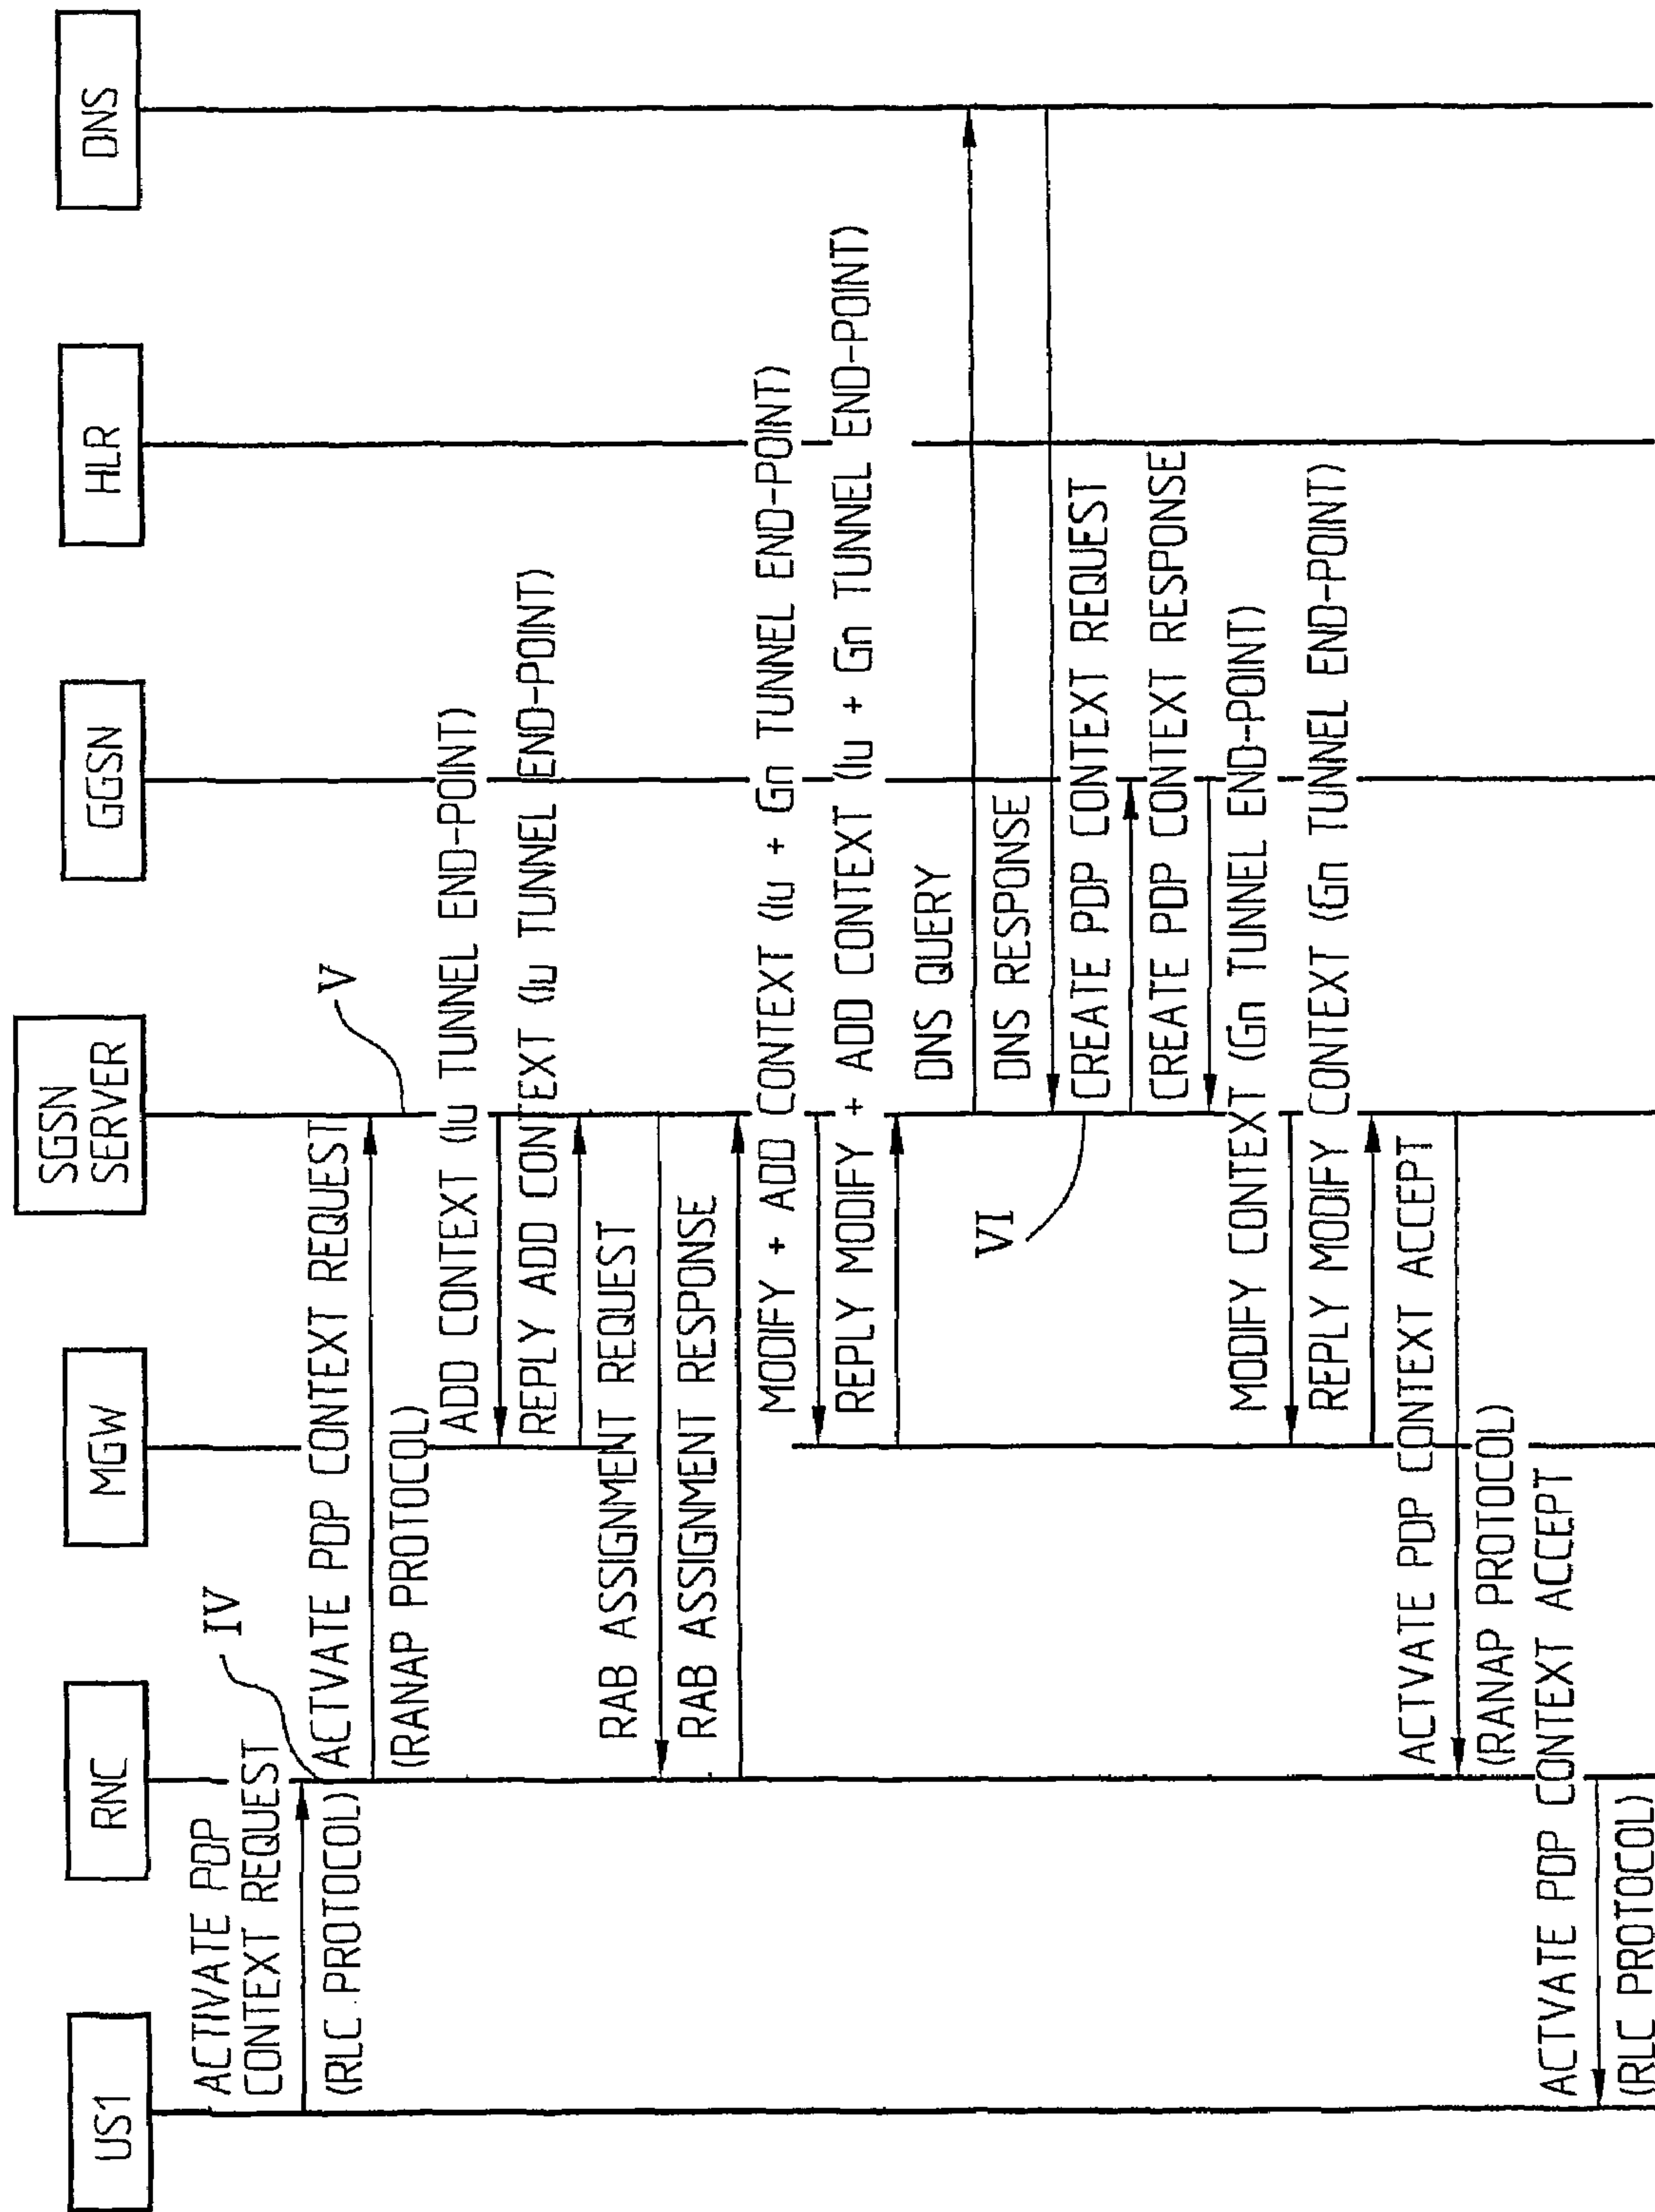 US1
RNC
MGW
SGSN
SERVER
GGSN
HLR
DNS
ACTIVATE PDP
CONTEXT REQUEST
(RLC PROTOCOL)
IV
ACTVATE PDP CONTEXT REQUEST
(RANAP PROTOCOL)
V
ADD CONTEXT (Iu TUNNEL END-POINT)
REPLY ADD CONTEXT (Iu TUNNEL END-POINT)
RAB ASSIGNMENT REQUEST
RAB ASSIGNMENT RESPONSE
MODIFY + ADD CONTEXT (Iu + Gn TUNNEL END-POINT)
REPLY MODIFY + ADD CONTEXT (Iu + Gn TUNNEL END-POINT)
DNS QUERY
DNS RESPONSE
VI
CREATE PDP CONTEXT REQUEST
CREATE PDP CONTEXT RESPONSE
MODIFY CONTEXT (Gn TUNNEL END-POINT)
REPLY MODIFY CONTEXT (Gn TUNNEL END-POINT)
ACTVATE PDP CONTEXT ACCEPT
(RANAP PROTOCOL)
ACTVATE PDP CONTEXT ACCEPT
(RLC PROTOCOL)